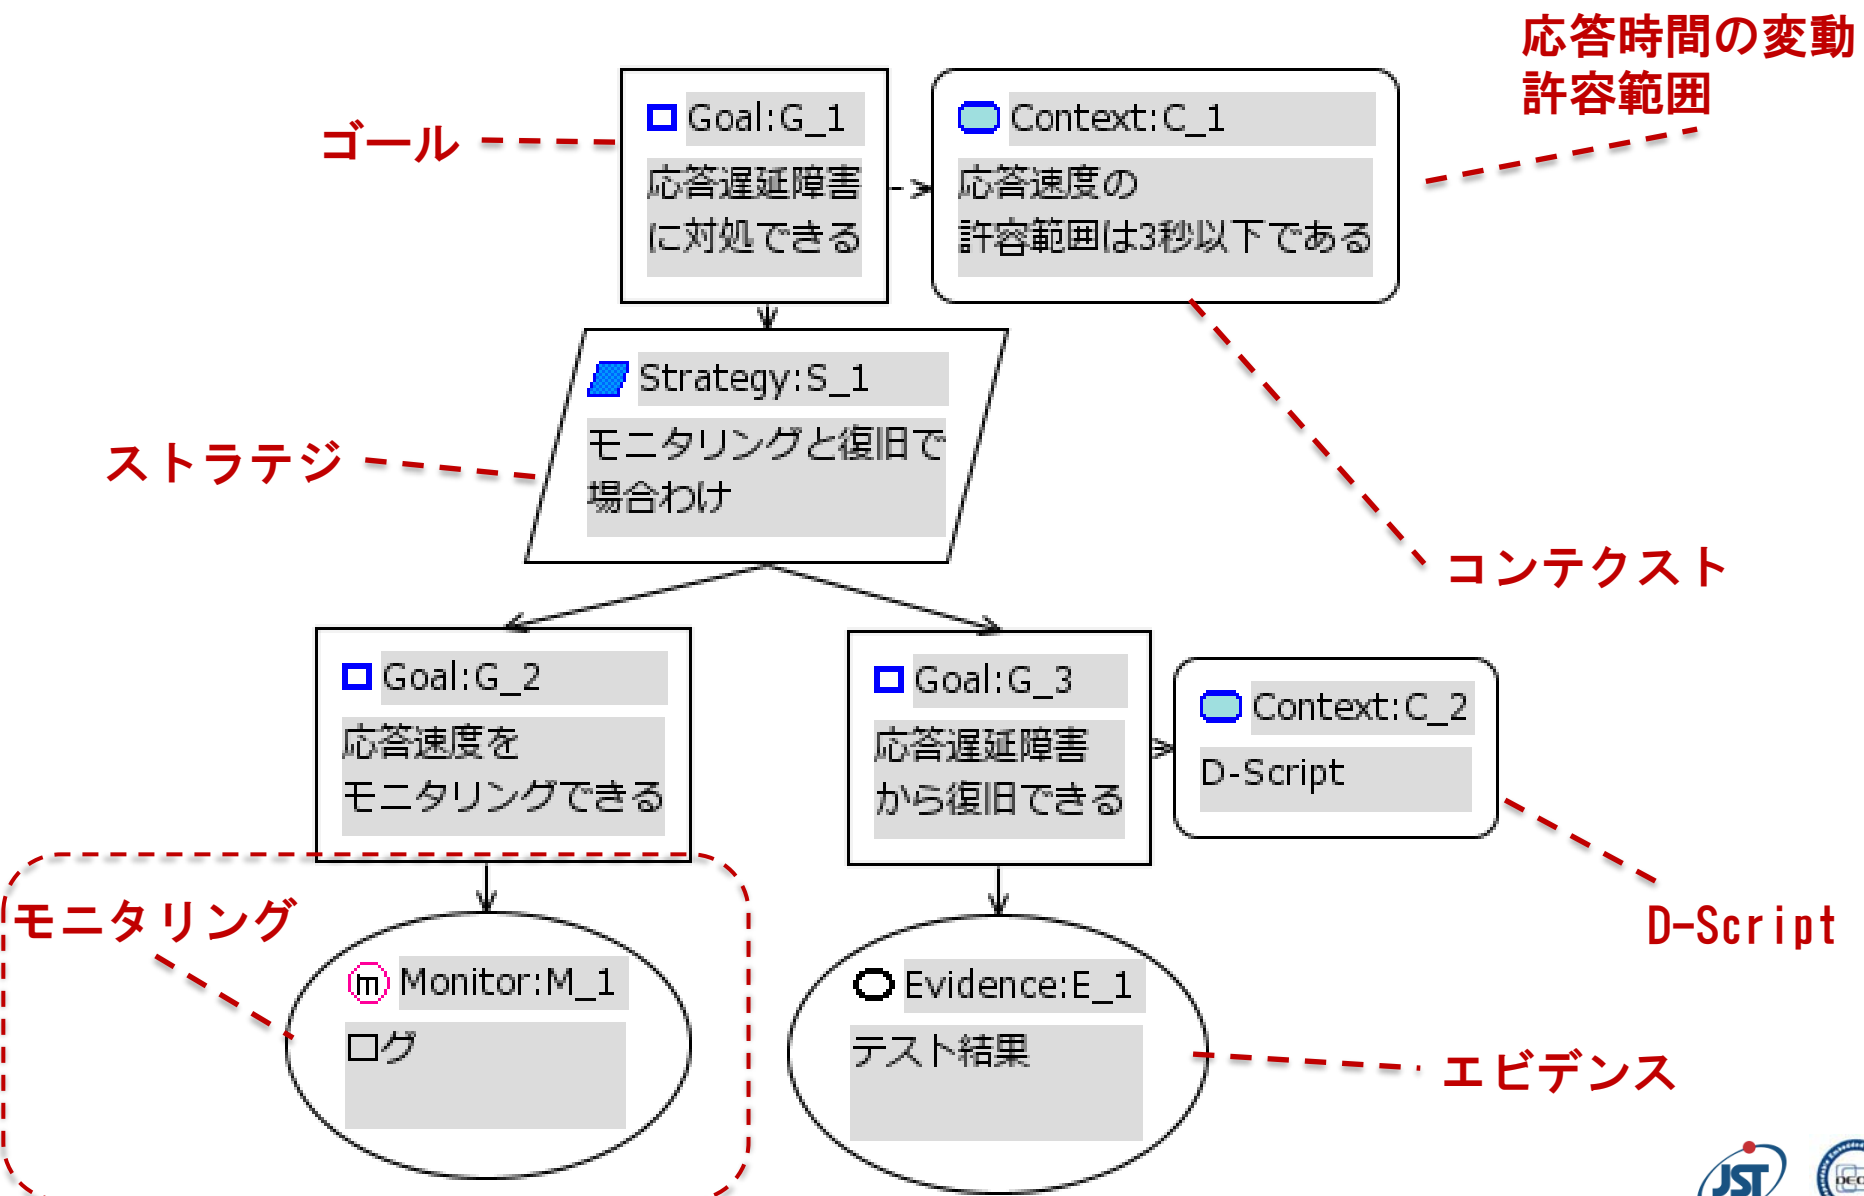 応答時間の変動
許容範囲
ゴール
Goal:G_1
応答遅延障害
に対処できる
Context:C_1
応答速度の
許容範囲は3秒以下である
Strategy:S_1
モニタリングと復旧で
場合わけ
ストラテジ
コンテクスト
Goal:G_2
応答速度を
モニタリングできる
Goal:G_3
応答遅延障害
から復旧できる
Context:C_2
D-Script
D-Script
モニタリング
Monitor:M_1
ログ
Evidence:E_1
テスト結果
エビデンス
JST